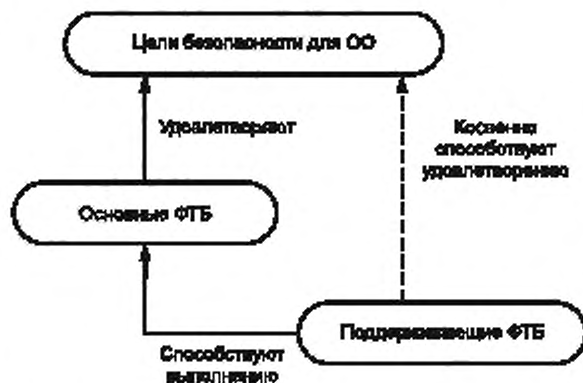 Цели безопасности для ОО
Удовлетворяют
Косвенно
способствуют
удовлетворению
Основные ФТБ
Поддерживающие ФТБ
Способствуют
выполнению